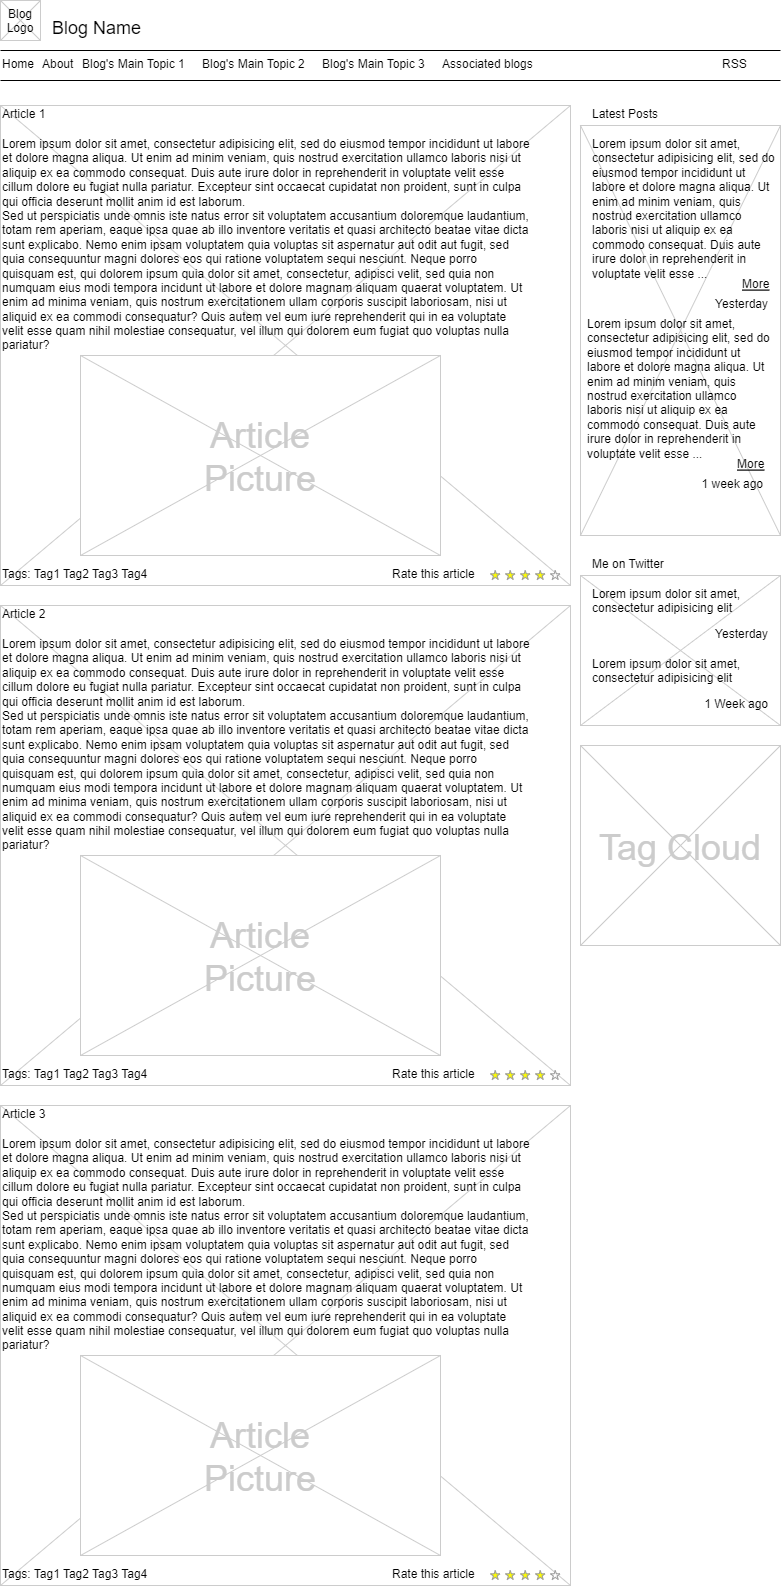 Blog
Logo
Blog Name
Home About Blog's Main Topic 1 Blog's Main Topic 2 Blog's Main Topic 3 Associated blogs RSS
Article 1
Lorem ipsum dolor sit amet, consectetur adipisicing elit, sed do eiusmod tempor incididunt ut labore
et dolore magna aliqua. Ut enim ad minim veniam, quis nostrud exercitation ullamco laboris nisi ut
aliquip ex ea commodo consequat. Duis aute irure dolor in reprehenderit in voluptate velit esse
cillum dolore eu fugiat nulla pariatur. Excepteur sint occaecat cupidatat non proident, sunt in culpa
qui officia deserunt mollit anim id est laborum.
Sed ut perspiciatis unde omnis iste natus error sit voluptatem accusantium doloremque laudantium,
totam rem aperiam, eaque ipsa quae ab illo inventore veritatis et quasi architecto beatae vitae dicta
sunt explicabo. Nemo enim ipsam voluptatem quia voluptas sit aspernatur aut odit aut fugit, sed
quia consequuntur magni dolores eos qui ratione voluptatem sequi nesciunt. Neque porro
quisquam est, qui dolorem ipsum quia dolor sit amet, consectetur, adipisci velit, sed quia non
numquam eius modi tempora incidunt ut labore et dolore magnam aliquam quaerat voluptatem. Ut
enim ad minima veniam, quis nostrum exercitationem ullam corporis suscipit laboriosam, nisi ut
aliquid ex ea commodi consequatur? Quis autem vel eum iure reprehenderit qui in ea voluptate
velit esse quam nihil molestiae consequatur, vel illum qui dolorem eum fugiat quo voluptas nulla
pariatur?
Article
Picture
Tags: Tag1 Tag2 Tag3 Tag4 Rate this article
Article 2
Lorem ipsum dolor sit amet, consectetur adipisicing elit, sed do eiusmod tempor incididunt ut labore
et dolore magna aliqua. Ut enim ad minim veniam, quis nostrud exercitation ullamco laboris nisi ut
aliquip ex ea commodo consequat. Duis aute irure dolor in reprehenderit in voluptate velit esse
cillum dolore eu fugiat nulla pariatur. Excepteur sint occaecat cupidatat non proident, sunt in culpa
qui officia deserunt mollit anim id est laborum.
Sed ut perspiciatis unde omnis iste natus error sit voluptatem accusantium doloremque laudantium,
totam rem aperiam, eaque ipsa quae ab illo inventore veritatis et quasi architecto beatae vitae dicta
sunt explicabo. Nemo enim ipsam voluptatem quia voluptas sit aspernatur aut odit aut fugit, sed
quia consequuntur magni dolores eos qui ratione voluptatem sequi nesciunt. Neque porro
quisquam est, qui dolorem ipsum quia dolor sit amet, consectetur, adipisci velit, sed quia non
numquam eius modi tempora incidunt ut labore et dolore magnam aliquam quaerat voluptatem. Ut
enim ad minima veniam, quis nostrum exercitationem ullam corporis suscipit laboriosam, nisi ut
aliquid ex ea commodi consequatur? Quis autem vel eum iure reprehenderit qui in ea voluptate
velit esse quam nihil molestiae consequatur, vel illum qui dolorem eum fugiat quo voluptas nulla
pariatur?
Article
Picture
Tags: Tag1 Tag2 Tag3 Tag4 Rate this article
Article 3
Lorem ipsum dolor sit amet, consectetur adipisicing elit, sed do eiusmod tempor incididunt ut labore
et dolore magna aliqua. Ut enim ad minim veniam, quis nostrud exercitation ullamco laboris nisi ut
aliquip ex ea commodo consequat. Duis aute irure dolor in reprehenderit in voluptate velit esse
cillum dolore eu fugiat nulla pariatur. Excepteur sint occaecat cupidatat non proident, sunt in culpa
qui officia deserunt mollit anim id est laborum.
Sed ut perspiciatis unde omnis iste natus error sit voluptatem accusantium doloremque laudantium,
totam rem aperiam, eaque ipsa quae ab illo inventore veritatis et quasi architecto beatae vitae dicta
sunt explicabo. Nemo enim ipsam voluptatem quia voluptas sit aspernatur aut odit aut fugit, sed
quia consequuntur magni dolores eos qui ratione voluptatem sequi nesciunt. Neque porro
quisquam est, qui dolorem ipsum quia dolor sit amet, consectetur, adipisci velit, sed quia non
numquam eius modi tempora incidunt ut labore et dolore magnam aliquam quaerat voluptatem. Ut
enim ad minima veniam, quis nostrum exercitationem ullam corporis suscipit laboriosam, nisi ut
aliquid ex ea commodi consequatur? Quis autem vel eum iure reprehenderit qui in ea voluptate
velit esse quam nihil molestiae consequatur, vel illum qui dolorem eum fugiat quo voluptas nulla
pariatur?
Article
Picture
Tags: Tag1 Tag2 Tag3 Tag4 Rate this article
Latest Posts
Lorem ipsum dolor sit amet,
consectetur adipisicing elit, sed do
eiusmod tempor incididunt ut
labore et dolore magna aliqua. Ut
enim ad minim veniam, quis
nostrud exercitation ullamco
laboris nisi ut aliquip ex ea
commodo consequat. Duis aute
irure dolor in reprehenderit in
voluptate velit esse ...
More
Yesterday
Lorem ipsum dolor sit amet,
consectetur adipisicing elit, sed do
eiusmod tempor incididunt ut
labore et dolore magna aliqua. Ut
enim ad minim veniam, quis
nostrud exercitation ullamco
laboris nisi ut aliquip ex ea
commodo consequat. Duis aute
irure dolor in reprehenderit in
voluptate velit esse ...
More
1 week ago
Me on Twitter
Lorem ipsum dolor sit amet,
consectetur adipisicing elit
Yesterday
Lorem ipsum dolor sit amet,
consectetur adipisicing elit
1 Week ago
Tag Cloud